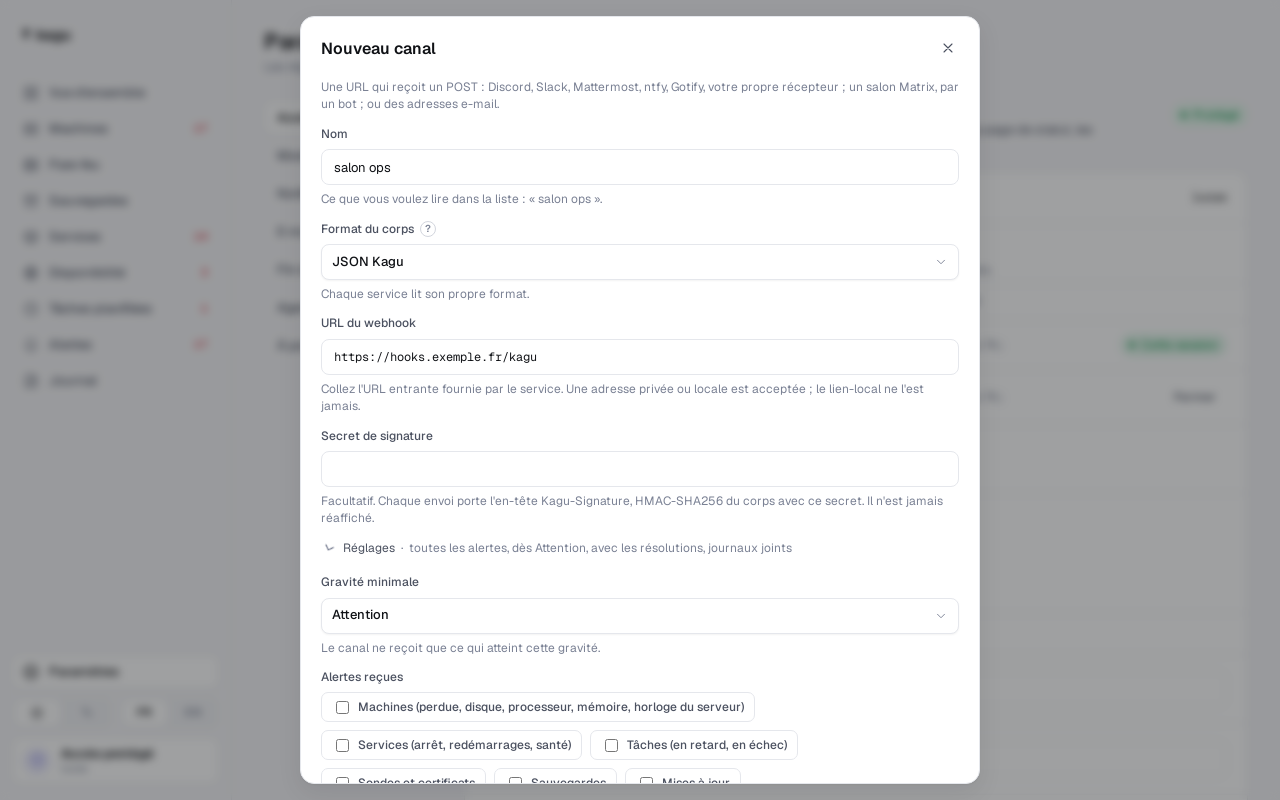 Nouveau canal
Une URL qui reçoit un POST : Discord, Slack, Mattermost, ntfy, Gotify, votre propre récepteur ; un salon Matrix, par
un bot ; ou des adresses e-mail.
Nom
salon ops
Ce que vous voulez lire dans la liste : « salon ops ».
Format du corps ?
JSON Kagu
Chaque service lit son propre format.
URL du webhook
https://hooks.exemple.fr/kagu
Collez l'URL entrante fournie par le service. Une adresse privée ou locale est acceptée ; le lien-local ne l'est
jamais.
Secret de signature
Facultatif. Chaque envoi porte l'en-tête Kagu-Signature, HMAC-SHA256 du corps avec ce secret. Il n'est jamais
réaffiché.
Réglages · toutes les alertes, dès Attention, avec les résolutions, journaux joints
Gravité minimale
Attention
Le canal ne reçoit que ce qui atteint cette gravité.
Alertes reçues
Machines (perdue, disque, processeur, mémoire, horloge du serveur)
Services (arrêt, redémarrages, santé) Tâches (en retard, en échec)
Sondes et certificats Sauvegardes Mises à jour